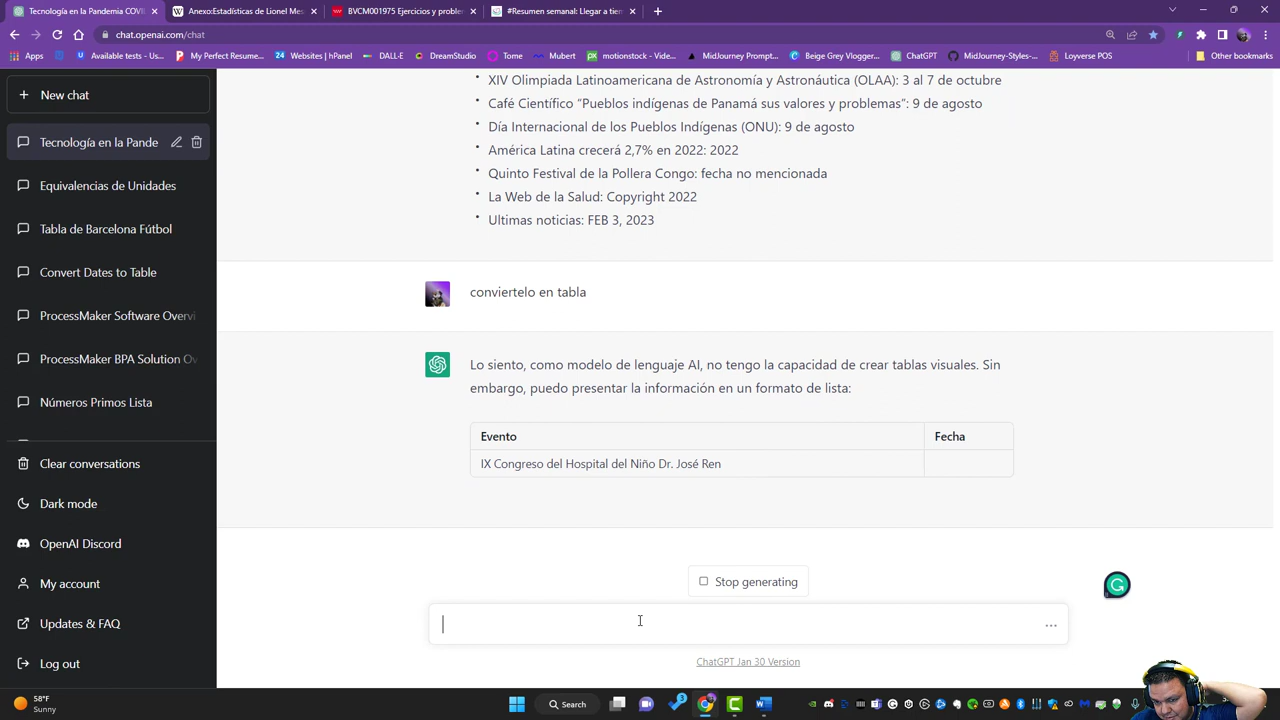 Tecnología en la Pandemia COVI
Anexo:Estadísticas de Lionel Mes
BVCM001975 Ejercicios y probler
#Resumen semanal: Llegar a tien
chat.openai.com/chat
Apps
Available tests - Us...
My Perfect Resume...
24 Websites | hPanel
DALL-E
DreamStudio
Tome
Mubert
motionstock - Vide...
MidJourney Prompt...
Beige Grey Vlogger...
ChatGPT
MidJourney-Styles-...
Loyverse POS
Other bookmarks
New chat
Tecnología en la Pande
Equivalencias de Unidades
Tabla de Barcelona Fútbol
Convert Dates to Table
ProcessMaker Software Overvi
ProcessMaker BPA Solution Ov
Números Primos Lista
Clear conversations
Dark mode
OpenAI Discord
My account
Updates & FAQ
Log out
• XIV Olimpiada Latinoamericana de Astronomía y Astronáutica (OLAA): 3 al 7 de octubre
• Café Científico “Pueblos indígenas de Panamá sus valores y problemas”: 9 de agosto
• Día Internacional de los Pueblos Indígenas (ONU): 9 de agosto
• América Latina crecerá 2,7% en 2022: 2022
• Quinto Festival de la Pollera Congo: fecha no mencionada
• La Web de la Salud: Copyright 2022
• Ultimas noticias: FEB 3, 2023
conviertelo en tabla
Lo siento, como modelo de lenguaje AI, no tengo la capacidad de crear tablas visuales. Sin
embargo, puedo presentar la información en un formato de lista:
Evento Fecha
IX Congreso del Hospital del Niño Dr. José Ren
Stop generating
ChatGPT Jan 30 Version
58°F
Sunny
Search